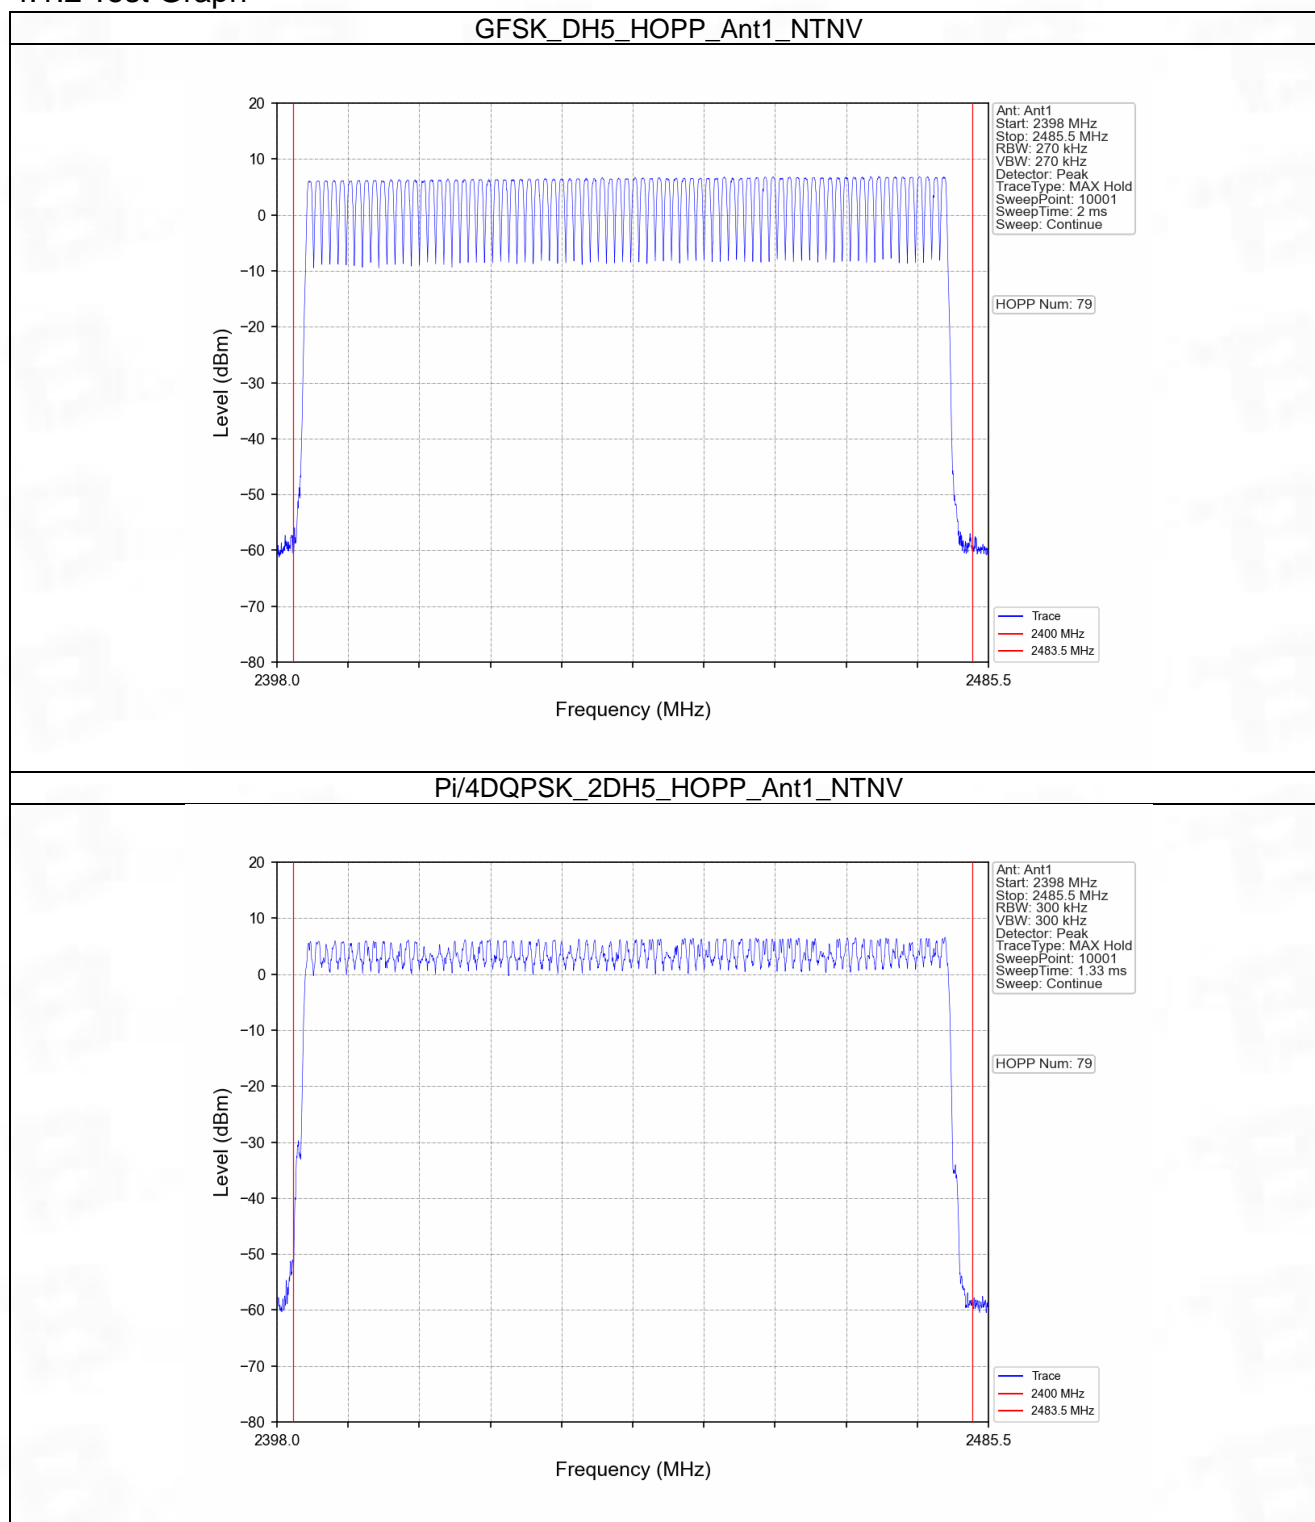 4.1.2 Test Graph
GFSK_DH5_HOPP_Ant1_NTNV
20
10
0
−10
−20
−30
−40
−50
−60
−70
−80
Level (dBm)
2398.0
2485.5
Frequency (MHz)
Ant: Ant1
Start: 2398 MHz
Stop: 2485.5 MHz
RBW: 270 kHz
VBW: 270 kHz
Detector: Peak
TraceType: MAX Hold
SweepPoint: 10001
SweepTime: 2 ms
Sweep: Continue
HOPP Num: 79
Trace
2400 MHz
2483.5 MHz
Pi/4DQPSK_2DH5_HOPP_Ant1_NTNV
20
10
0
−10
−20
−30
−40
−50
−60
−70
−80
Level (dBm)
2398.0
2485.5
Frequency (MHz)
Ant: Ant1
Start: 2398 MHz
Stop: 2485.5 MHz
RBW: 300 kHz
VBW: 300 kHz
Detector: Peak
TraceType: MAX Hold
SweepPoint: 10001
SweepTime: 1.33 ms
Sweep: Continue
HOPP Num: 79
Trace
2400 MHz
2483.5 MHz